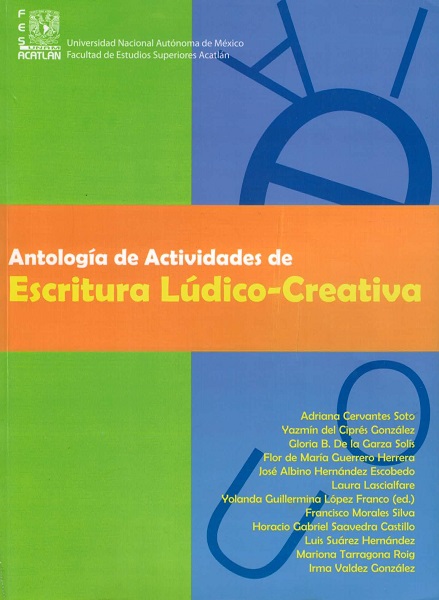 FES
UNAM
ACATLÁN
Universidad Nacional Autónoma de México
Facultad de Estudios Superiores Acatlán
A
I
Antología de Actividades de
Escritura Lúdico-Creativa
Adriana Cervantes Soto
Yazmín del Ciprés González
Gloria B. De la Garza Solís
Flor de María Guerrero Herrera
José Albino Hernández Escobedo
Laura Lascialfare
Yolanda Guillermina López Franco (ed.)
Francisco Morales Silva
Horacio Gabriel Saavedra Castillo
Luis Suárez Hernández
Mariona Tarragona Roig
Irma Valdez González